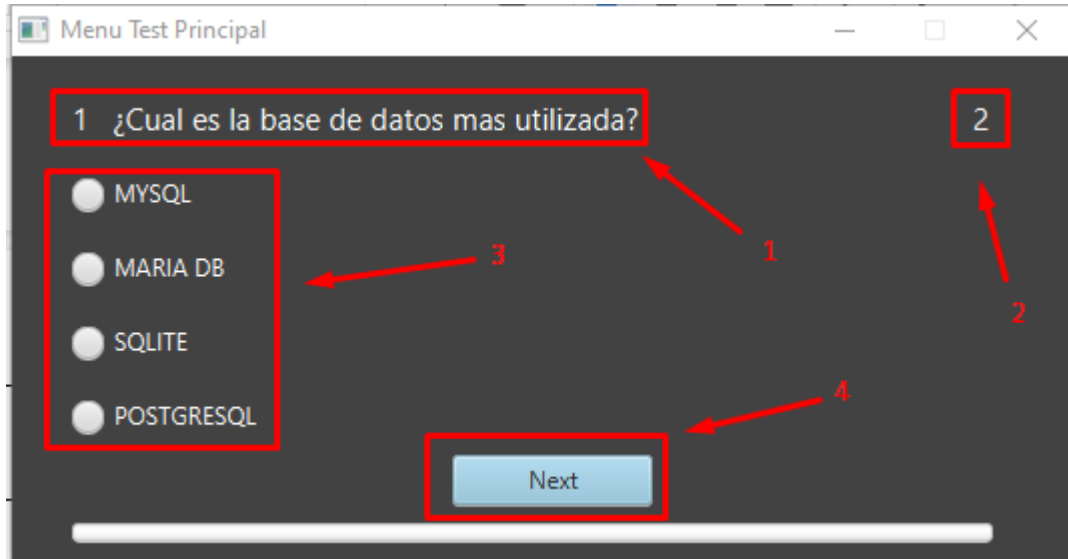 Menu Test Principal
1 ¿Cual es la base de datos mas utilizada? 2
MYSQL
3
1
MARIA DB
2
SQLITE
4
POSTGRESQL
Next